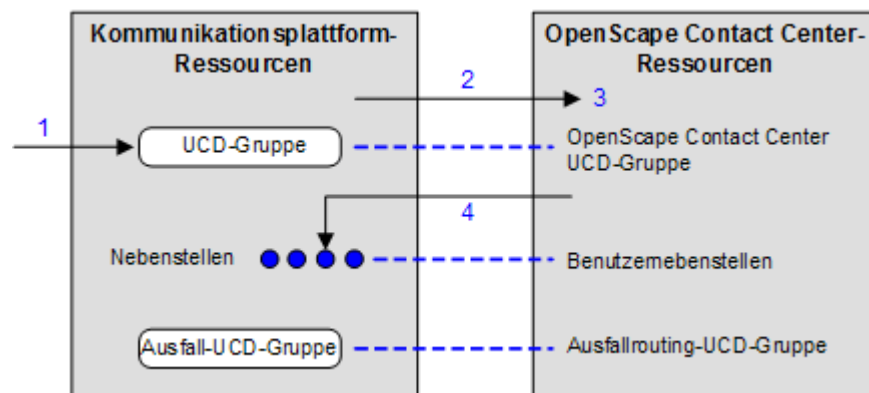 Kommunikationsplattform-
Ressourcen
OpenScape Contact Center-
Ressourcen
2
3
1
UCD-Gruppe
OpenScape Contact Center
UCD-Gruppe
4
Nebenstellen
Benutzernebenstellen
Ausfall-UCD-Gruppe
Ausfallrouting-UCD-Gruppe